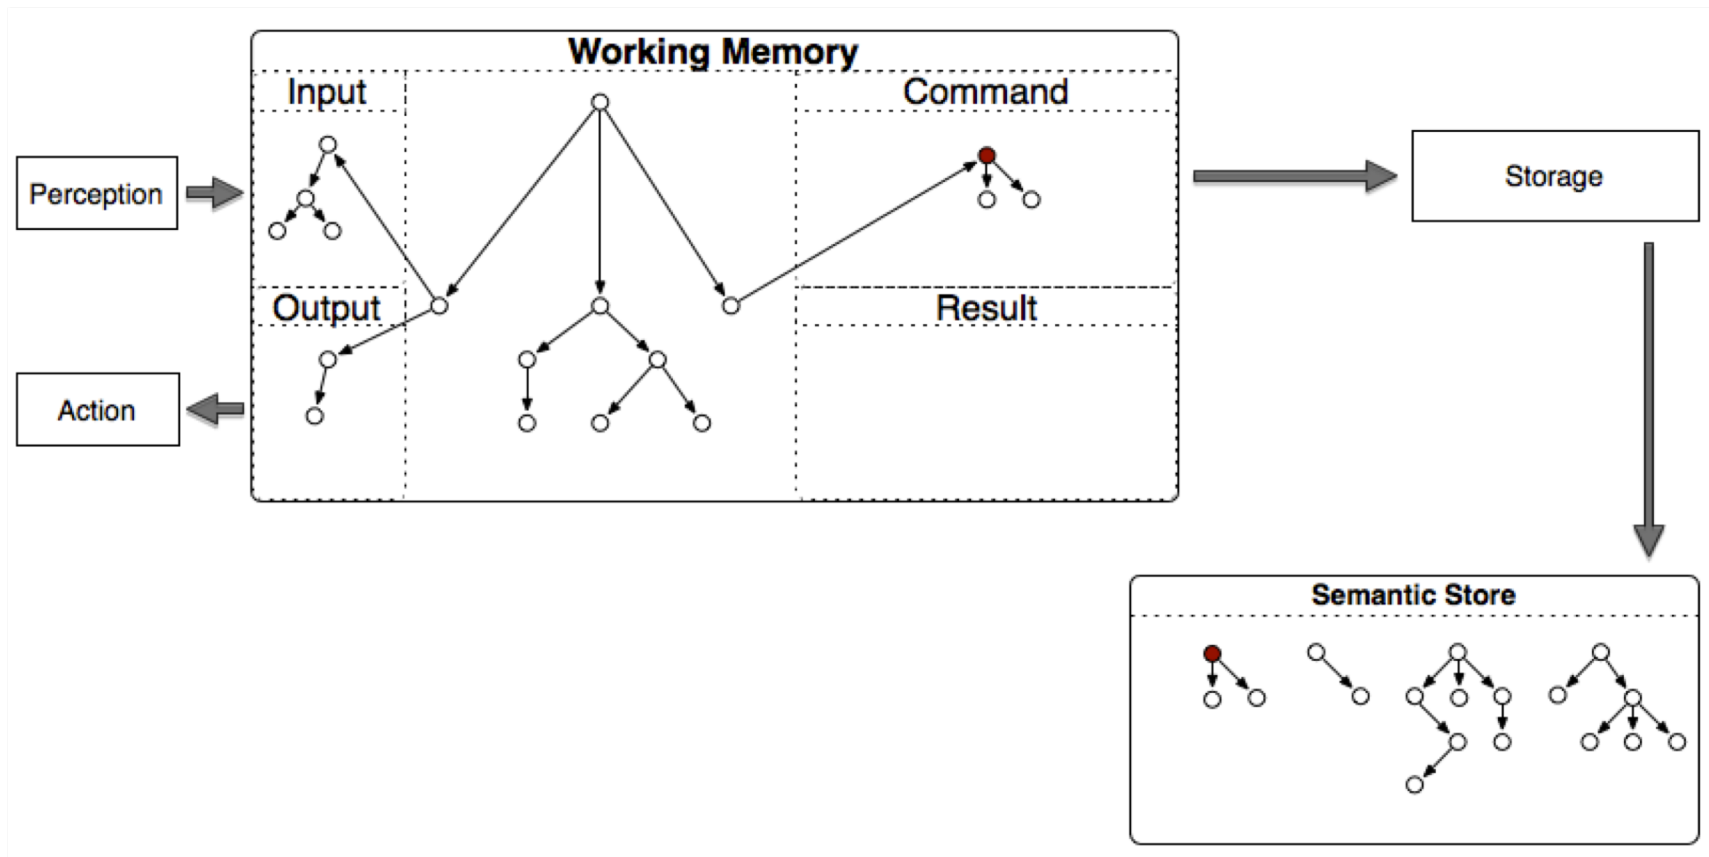 Working Memory
Input
Command
Perception
Storage
Output
Result
Action
Semantic Store